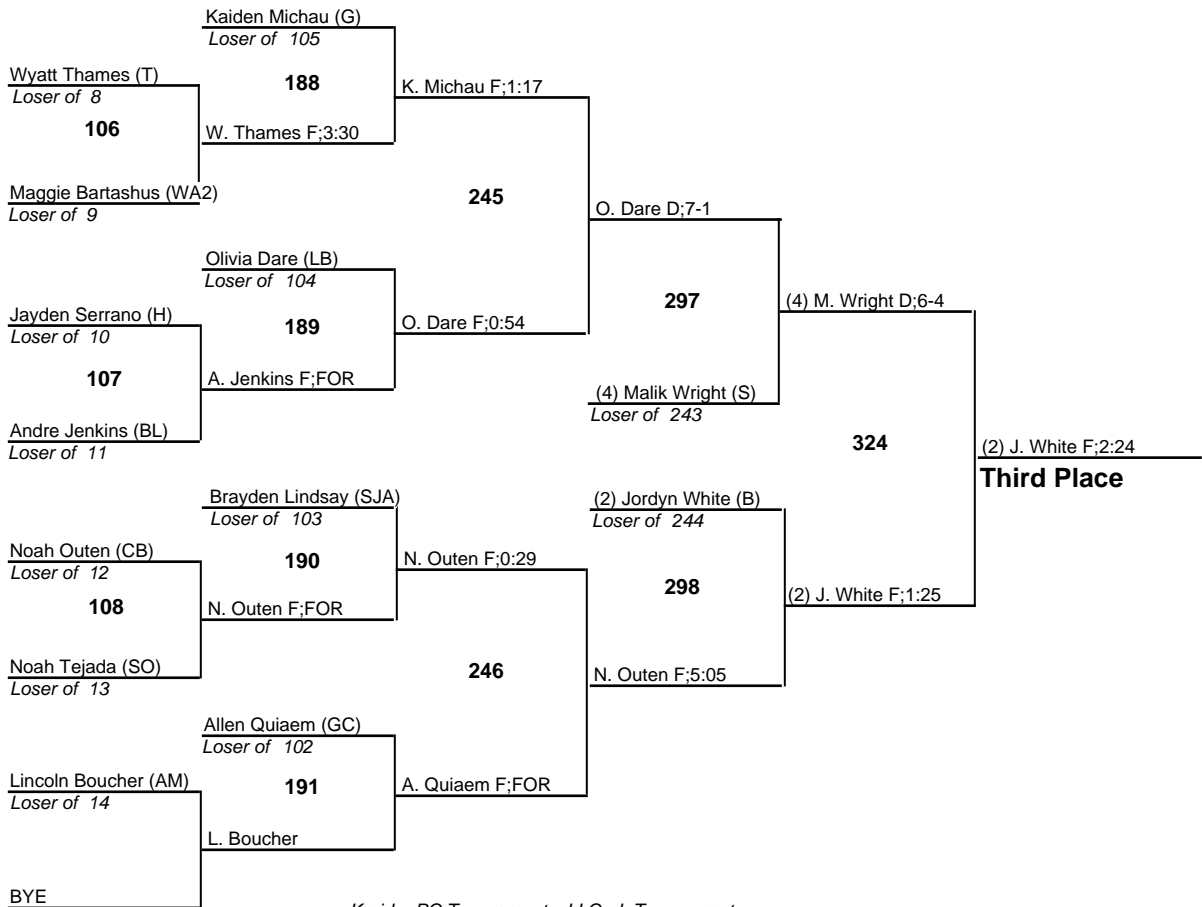 Kaiden Michau (G)
Loser of 105
Wyatt Thames (T)
Loser of 8
188
K. Michau F;1:17
106
W. Thames F;3:30
Maggie Bartashus (WA2)
Loser of 9
245
O. Dare D;7-1
Olivia Dare (LB)
Loser of 104
297
(4) M. Wright D;6-4
Jayden Serrano (H)
Loser of 10
189
O. Dare F;0:54
107
A. Jenkins F;FOR
(4) Malik Wright (S)
Loser of 243
Andre Jenkins (BL)
Loser of 11
324
(2) J. White F;2:24
Third Place
Brayden Lindsay (SJA)
Loser of 103
(2) Jordyn White (B)
Loser of 244
Noah Outen (CB)
Loser of 12
190
N. Outen F;0:29
298
(2) J. White F;1:25
108
N. Outen F;FOR
Noah Tejada (SO)
Loser of 13
246
N. Outen F;5:05
Allen Quiaem (GC)
Loser of 102
Lincoln Boucher (AM)
Loser of 14
191
A. Quiaem F;FOR
L. Boucher
BYE